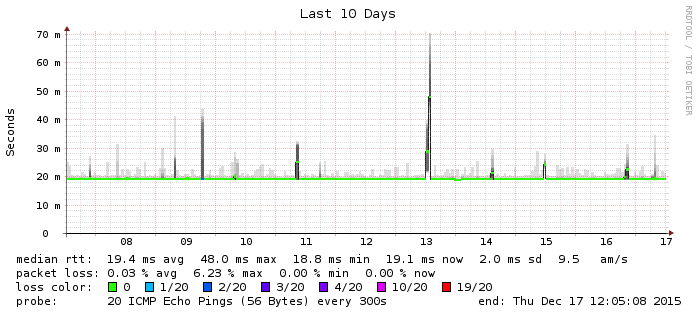 Last 10 Days
RRDTOOL / TOBI OETIKER
Seconds
70 m
60 m
50 m
40 m
30 m
20 m
10 m
0
08 09 10 11 12 13 14 15 16 17
median rtt: 19.4 ms avg 48.0 ms max 18.8 ms min 19.1 ms now 2.0 ms sd 9.5 am/s
packet loss: 0.03 % avg 6.23 % max 0.00 % min 0.00 % now
loss color: 0 1/20 2/20 3/20 4/20 10/20 19/20
probe: 20 ICMP Echo Pings (56 Bytes) every 300s end: Thu Dec 17 12:05:08 2015